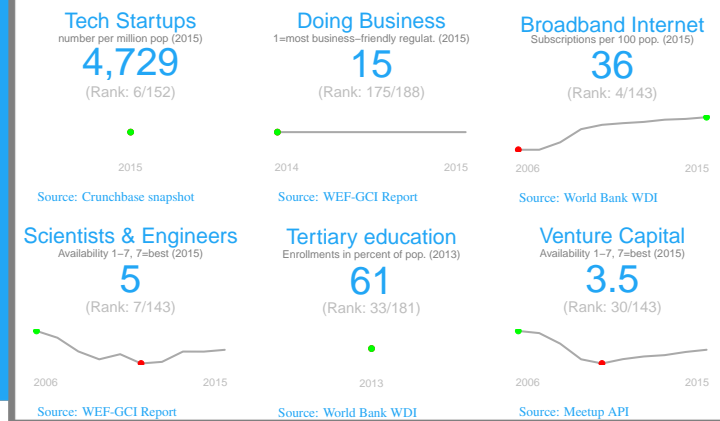 Tech Startups
number per million pop (2015)
4,729
(Rank: 6/152)
2015
Source: Crunchbase snapshot
Doing Business
1=most business−friendly regulat. (2015)
15
(Rank: 175/188)
2014 2015
Source: WEF-GCI Report
Broadband Internet
Subscriptions per 100 pop. (2015)
36
(Rank: 4/143)
2006 2015
Source: World Bank WDI
Scientists & Engineers
Availability 1−7, 7=best (2015)
5
(Rank: 7/143)
2006 2015
Source: WEF-GCI Report
Tertiary education
Enrollments in percent of pop. (2013)
61
(Rank: 33/181)
2013
Source: World Bank WDI
Venture Capital
Availability 1−7, 7=best (2015)
3.5
(Rank: 30/143)
2006 2015
Source: Meetup API